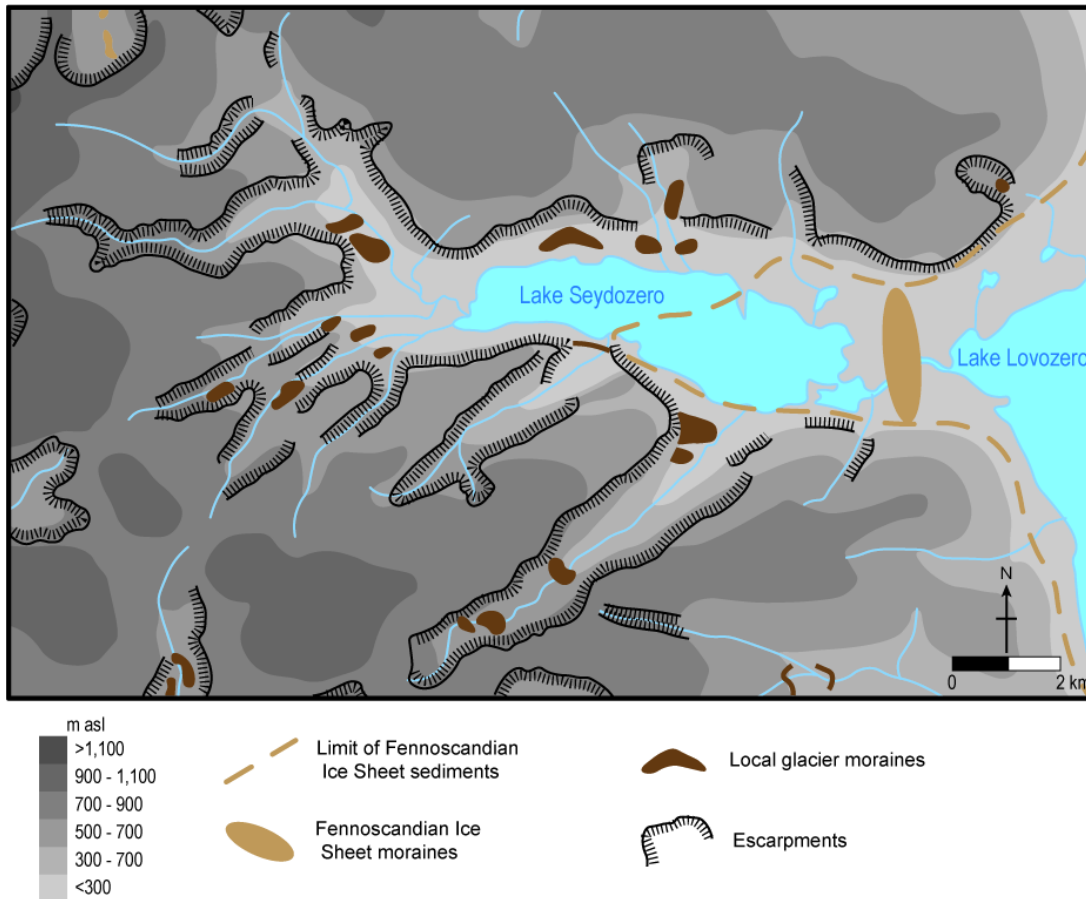 Lake Seydozero
Lake Lovozero
N
0 2 km
m asl
>1,100
900 - 1,100
700 - 900
500 - 700
300 - 700
<300
Limit of Fennoscandian
Ice Sheet sediments
Fennoscandian Ice
Sheet moraines
Local glacier moraines
Escarpments